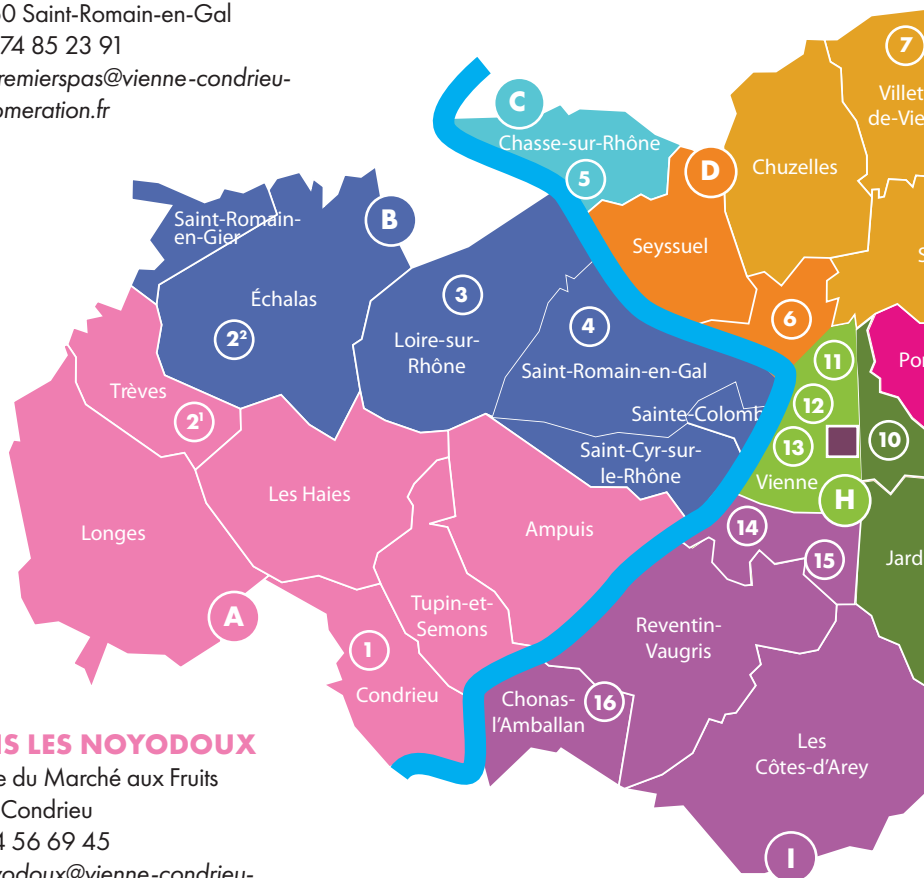 0 Saint-Romain-en-Gal
74 85 23 91
remierspas@vienne-condrieu-
omeration.fr
7
Villet
de-Vie
C
Chasse-sur-Rhône
5
D
Chuzelles
Saint-Romain-
en-Gier
B
Seyssuel
S
Échalas
3
6
2²
Loire-sur-
Rhône
4
Saint-Romain-en-Gal
11
Por
Trèves
2¹
Sainte-Colomb
12
13
10
Saint-Cyr-sur-
le-Rhône
Vienne
H
Les Haies
Longes
Ampuis
14
15
Jard
A
Tupin-et-
Semons
Reventin-
Vaugris
1
Condrieu
Chonas-
l'Amballan
16
Les
Côtes-d'Arey
I
IS LES NOYODOUX
e du Marché aux Fruits
Condrieu
4 56 69 45
yodoux@vienne-condrieu-